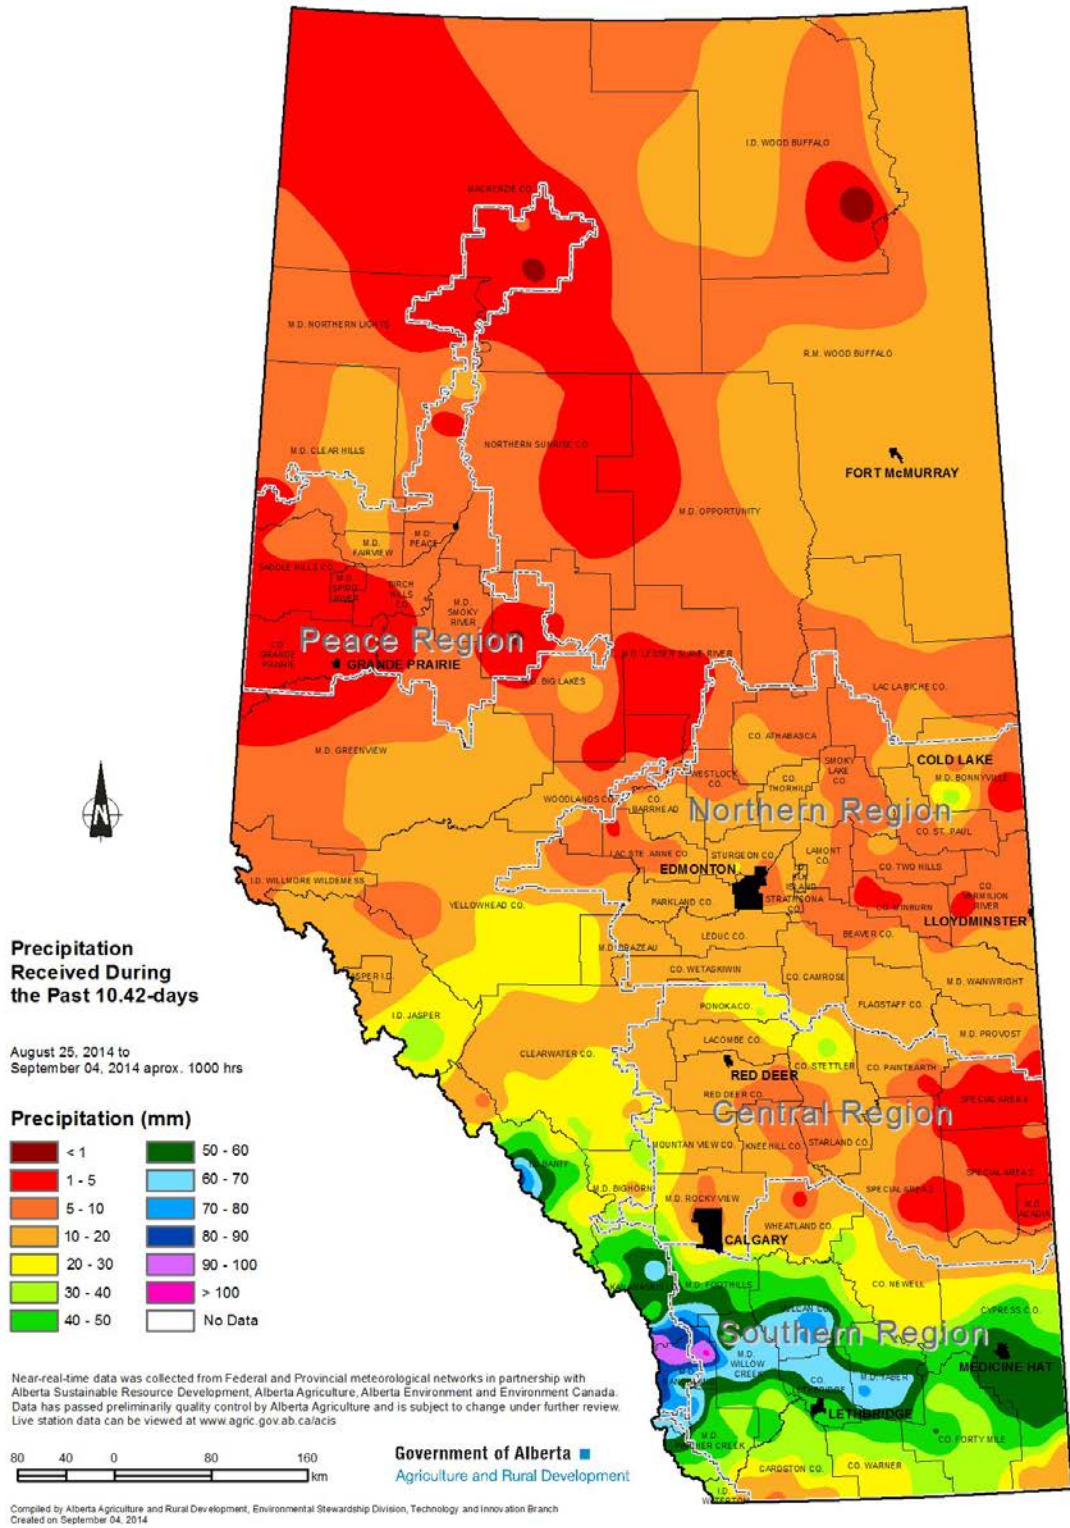 I.D. WOOD BUFFALO
MACKENZIE CO.
M.D. NORTHERN LIGHTS
R.M. WOOD BUFFALO
M.D. CLEAR HILLS
NORTHERN SUNRISE CO.
FORT McMURRAY
M.D. OPPORTUNITY
M.D.
FAIRVIEW
M.D.
PEACE
SADDLE HILLS CO.
M.D.
SPIRIT
RIVER
BIRCH
HILLS
CO.
M.D.
SMOKY
RIVER
Peace Region
CO.
GRANDE
PRAIRIE
GRANDE PRAIRIE
M.D. LESSER SLAVE RIVER
M.D. BIG LAKES
LAC LA BICHE CO.
M.D. GREENVIEW
CO. ATHABASCA
COLD LAKE
SMOKY
LAKE
CO.
M.D. BONNYVILLE
WESTLOCK
CO.
CO.
THORHILD
WOODLANDS CO.
CO.
BARRHEAD
Northern Region
CO. ST. PAUL
LAC STE. ANNE CO.
STURGEON CO.
LAMONT
CO.
CO. TWO HILLS
EDMONTON
I.D. WILLMORE WILDERNESS
ISLAND
STRATHCONA
CO.
CO. MINBURN
CO.
VERMILION
RIVER
YELLOWHEAD CO.
PARKLAND CO.
LLOYDMINSTER
LEDUC CO.
BEAVER CO.
M.D. BRAZEAU
CO. WETASKIWIN
CO. CAMROSE
M.D. WAINWRIGHT
Precipitation
Received During
the Past 10.42-days
JASPER I.D.
PONOKA CO.
FLAGSTAFF CO.
I.D. JASPER
M.D. PROVOST
August 25, 2014 to
September 04, 2014 aprox. 1000 hrs
CLEARWATER CO.
LACOMBE CO.
CO. STETTLER
CO. PAINTEARTH
RED DEER
RED DEER CO.
SPECIAL AREA 4
Central Region
MOUNTAIN VIEW CO.
KNEEHILL CO.
STARLAND CO.
I.D. BANFF
SPECIAL AREA 3
M.D. BIGHORN
M.D. ROCKY VIEW
SPECIAL AREA 2
M.D.
ACADIA
WHEATLAND CO.
CALGARY
Precipitation (mm)
< 1
1 - 5
5 - 10
10 - 20
20 - 30
30 - 40
40 - 50
50 - 60
60 - 70
70 - 80
80 - 90
90 - 100
> 100
No Data
M.D. FOOTHILLS
CO. NEWELL
CYPRESS CO.
VULCAN CO.
Southern Region
M.D.
WILLOW
CREEK
MEDICINE HAT
M.D. TABER
LETHBRIDGE
M.D.
PINCHER CREEK
CO. FORTY MILE
CARDSTON CO.
CO. WARNER
I.D.
WATERTON
Near-real-time data was collected from Federal and Provincial meteorological networks in partnership with
Alberta Sustainable Resource Development, Alberta Agriculture, Alberta Environment and Environment Canada.
Data has passed preliminarily quality control by Alberta Agriculture and is subject to change under further review.
Live station data can be viewed at www.agric.gov.ab.ca/acis
N
80 40 0 80 160
km
Government of Alberta
Agriculture and Rural Development
Compiled by Alberta Agriculture and Rural Development, Environmental Stewardship Division, Technology and Innovation Branch
Created on September 04, 2014